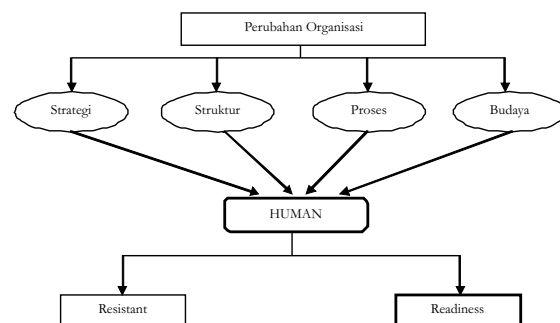 Perubahan Organisasi
Strategi
Struktur
Proses
Budaya
HUMAN
Resistant
Readiness